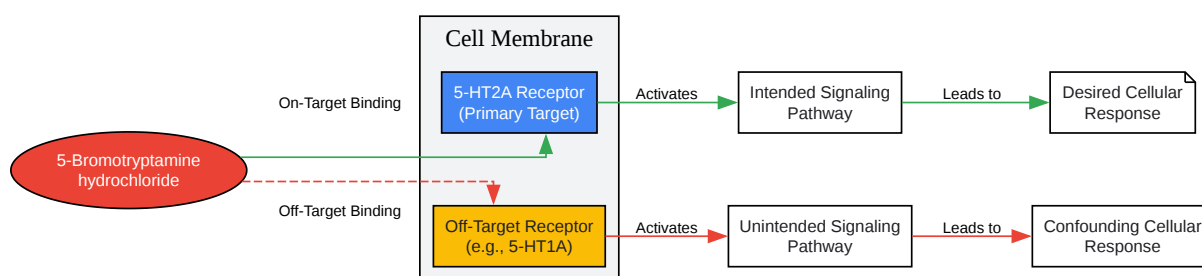 Cell Membrane
5-HT2A Receptor
(Primary Target)
On-Target Binding
Activates
Intended Signaling
Pathway
Leads to
Desired Cellular
Response
5-Bromotryptamine
hydrochloride
Off-Target Binding
Off-Target Receptor
(e.g., 5-HT1A)
Activates
Unintended Signaling
Pathway
Leads to
Confounding Cellular
Response